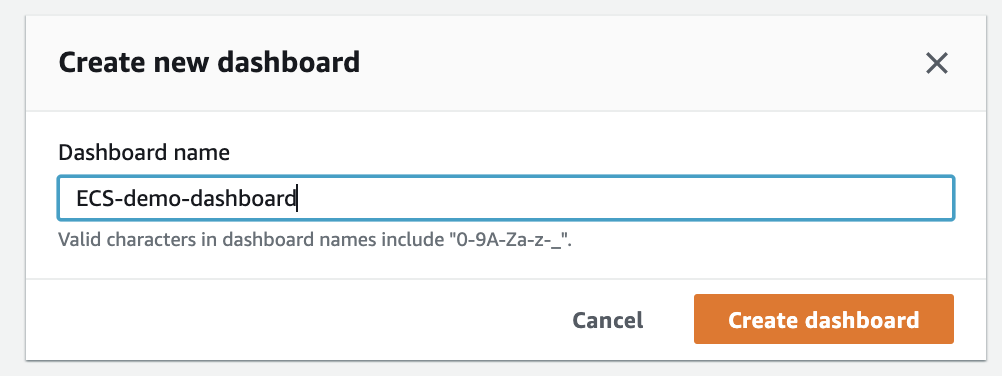 Create new dashboard
Dashboard name
ECS-demo-dashboard
Valid characters in dashboard names include "0-9A-Za-z-_".
Cancel
Create dashboard